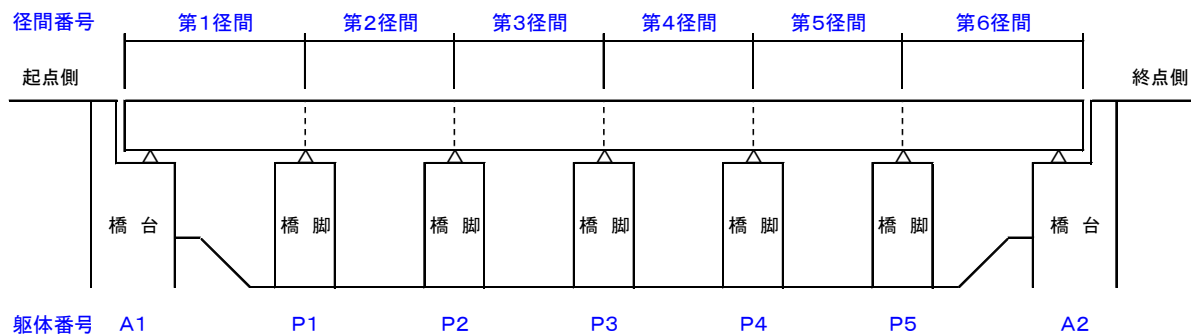 径間番号 第1径間 第2径間 第3径間 第4径間 第5径間 第6径間
起点側 終点側
橋台 橋脚 橋脚 橋脚 橋脚 橋脚 橋台
躯体番号 A1 P1 P2 P3 P4 P5 A2